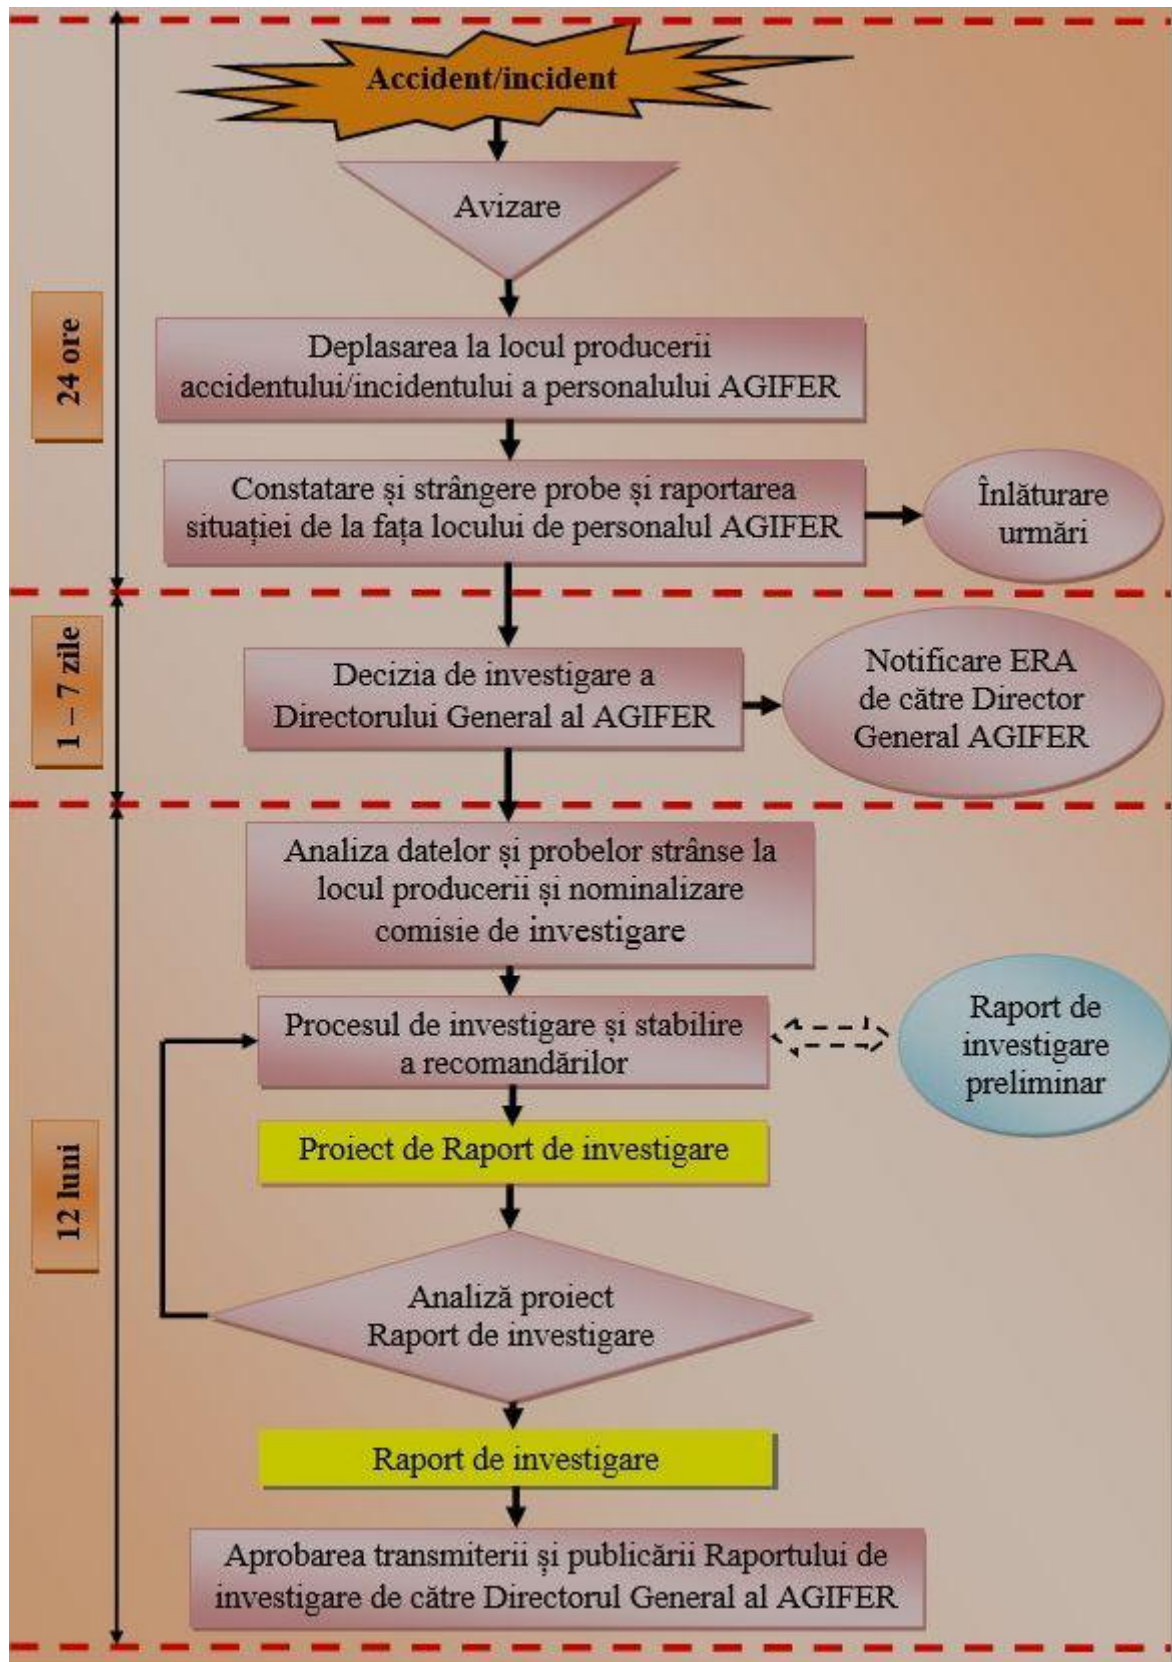 Accident/incident
Avizare
24 ore
Deplasarea la locul producerii
accidentului/incidentului a personalului AGIFER
Constatare și strângere probe și raportarea
situației de la fața locului de personalul AGIFER
Înlăturare
urmări
1 – 7 zile
Decizia de investigare a
Directorului General al AGIFER
Notificare ERA
de către Director
General AGIFER
12 luni
Analiza datelor și probelor strânse la
locul producerii și nominalizare
comisie de investigare
Procesul de investigare și stabilire
a recomandărilor
Raport de
investigare
preliminar
Proiect de Raport de investigare
Analiză proiect
Raport de investigare
Raport de investigare
Aprobarea transmiterii și publicării Raportului de
investigare de către Directorul General al AGIFER